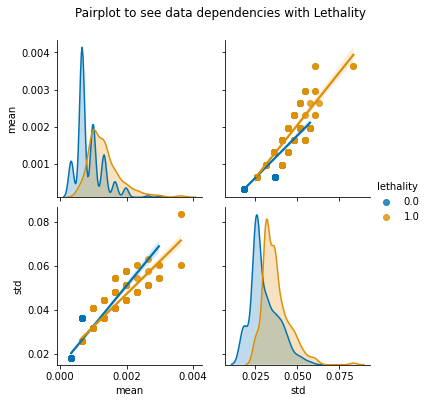 Pairplot to see data dependencies with Lethality
0.004
0.003
0.002
0.001
mean
lethality
0.0
1.0
0.08
0.06
0.04
0.02
std
0.000 0.002 0.004
mean
0.025 0.050 0.075
std